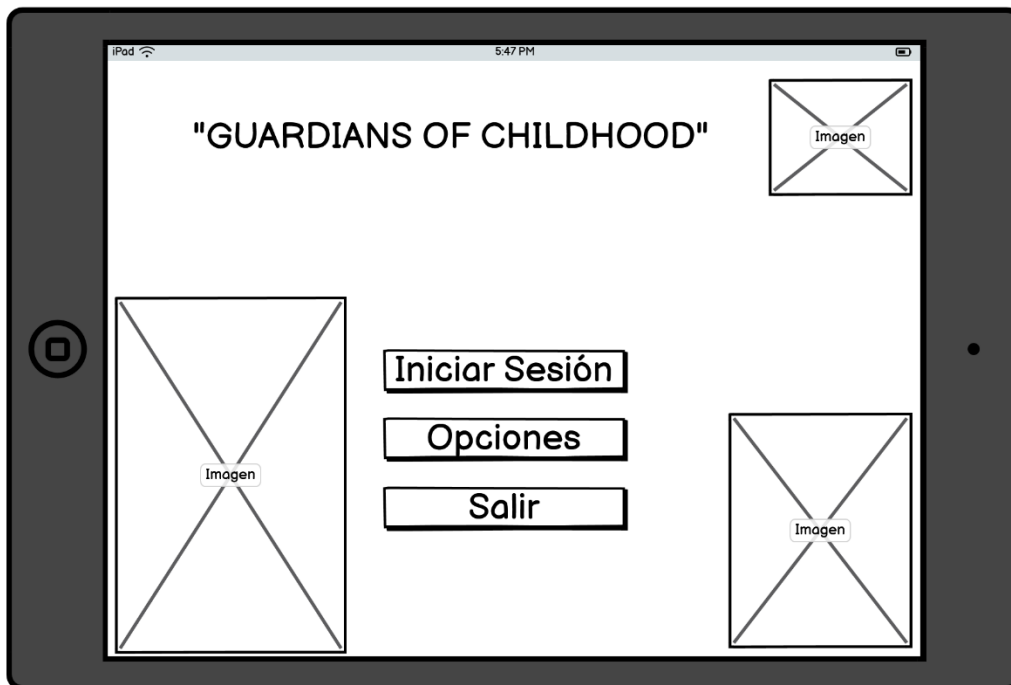 iPad
5:47 PM
"GUARDIANS OF CHILDHOOD"
Imagen
Iniciar Sesión
Opciones
Imagen
Salir
Imagen